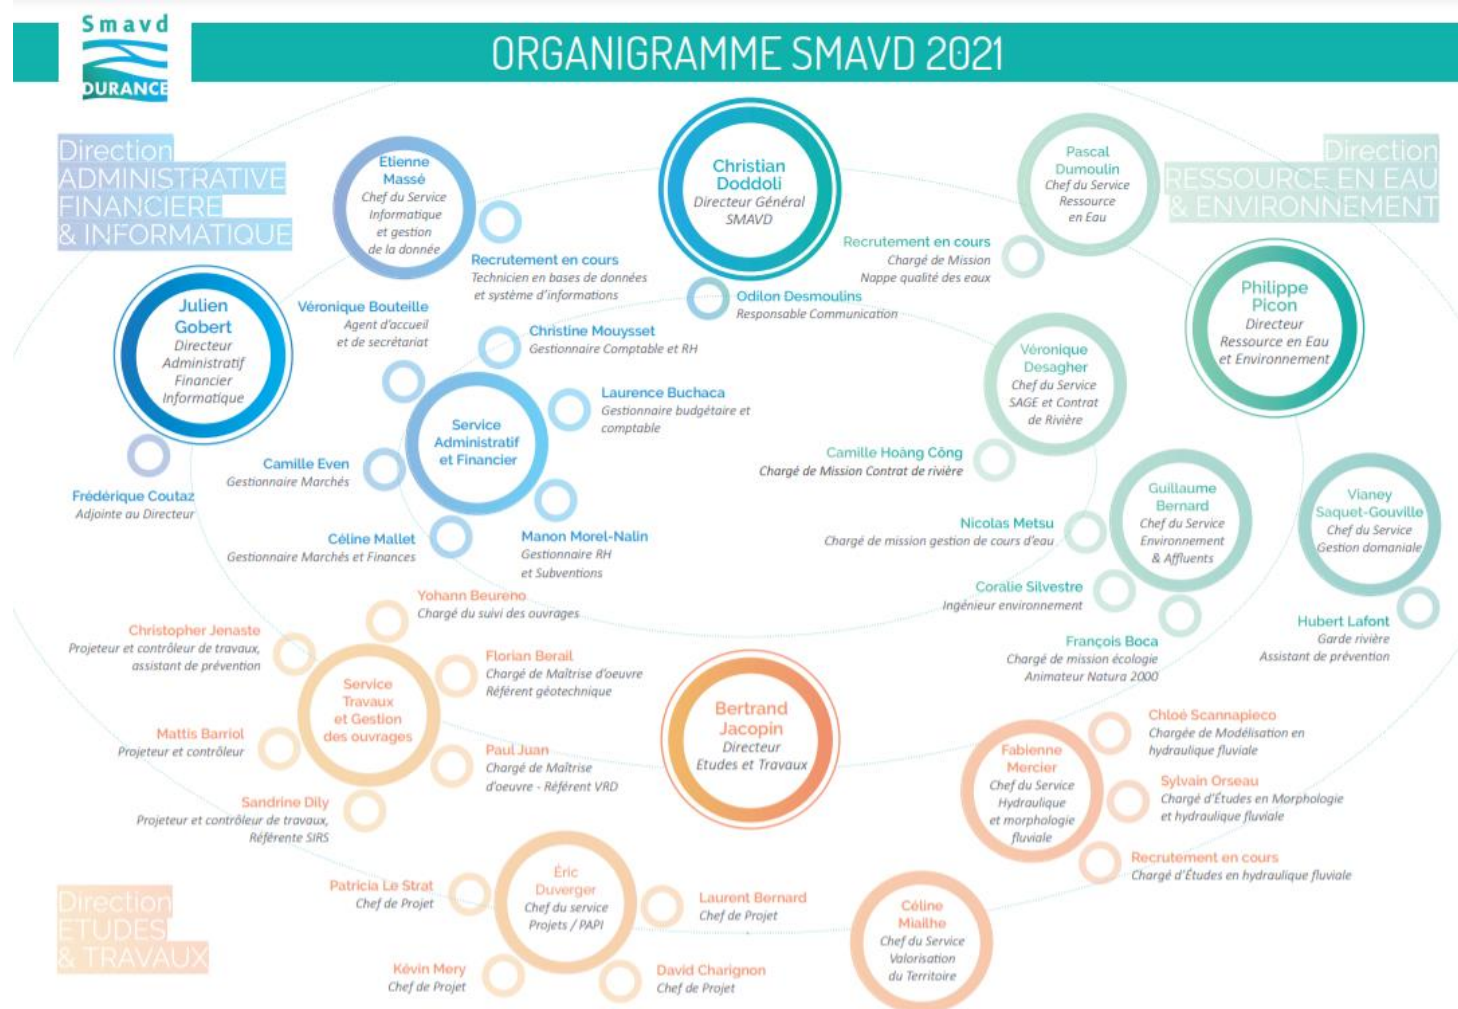 Smavd
DURANCE
ORGANIGRAMME SMAVD 2021
Direction
ADMINISTRATIVE
FINANCIERE
& INFORMATIQUE
Etienne
Massé
Chef du Service
Informatique
et gestion
de la donnée
Recrutement en cours
Technicien en bases de données
et système d'informations
Christian
Doddoli
Directeur Général
SMAVD
Odilon Desmoulins
Responsable Communication
Pascal
Dumoulin
Chef du Service
Ressource
en Eau
Recrutement en cours
Chargé de Mission
Nappe qualité des eaux
Direction
RESSOURCE EN EAU
& ENVIRONNEMENT
Philippe
Picon
Directeur
Ressource en Eau
et Environnement
Julien
Gobert
Directeur
Administratif
Financier
Informatique
Frédérique Coutaz
Adjointe au Directeur
Véronique Bouteille
Agent d'accueil
et de secrétariat
Christine Mouysset
Gestionnaire Comptable et RH
Laurence Buchaca
Gestionnaire budgétaire et
comptable
Service
Administratif
et Financier
Camille Even
Gestionnaire Marchés
Céline Mallet
Gestionnaire Marchés et Finances
Manon Morel-Nalin
Gestionnaire RH
et Subventions
Véronique
Desagher
Chef du Service
SAGE et Contrat
de Rivière
Camille Hoàng Công
Chargé de Mission Contrat de rivière
Guillaume
Bernard
Chef du Service
Environnement
& Affluents
Nicolas Metsu
Chargé de mission gestion de cours d'eau
Coralie Silvestre
Ingénieur environnement
François Boca
Chargé de mission écologie
Animateur Natura 2000
Vianey
Saquet-Gouville
Chef du Service
Gestion domaniale
Hubert Lafont
Garde rivière
Assistant de prévention
Yohann Beureno
Chargé du suivi des ouvrages
Christopher Jenaste
Projeteur et contrôleur de travaux,
assistant de prévention
Florian Berail
Chargé de Maîtrise d'oeuvre
Référent géotechnique
Service
Travaux
et Gestion
des ouvrages
Mattis Barriol
Projeteur et contrôleur
Paul Juan
Chargé de Maîtrise
d'oeuvre - Référent VRD
Sandrine Dily
Projeteur et contrôleur de travaux,
Référente SIRS
Bertrand
Jacopin
Directeur
Etudes et Travaux
Fabienne
Mercier
Chef du Service
Hydraulique
et morphologie
fluviale
Chloé Scannapieco
Chargée de Modélisation en
hydraulique fluviale
Sylvain Orseau
Chargé d'Études en Morphologie
et hydraulique fluviale
Recrutement en cours
Chargé d'Études en hydraulique fluviale
Direction
ETUDES
& TRAVAUX
Éric
Duverger
Chef du service
Projets / PAPI
Patricia Le Strat
Chef de Projet
Laurent Bernard
Chef de Projet
Kévin Mery
Chef de Projet
David Charignon
Chef de Projet
Céline
Miailhe
Chef du Service
Valorisation
du Territoire